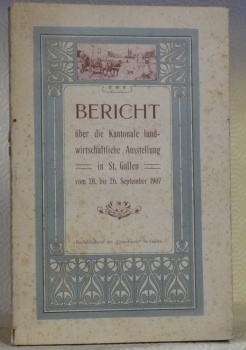 BERICHT
über die Kantonale land-
wirtschaftliche Ausstellung
in St. Gallen
vom 20. bis 26. September 1907